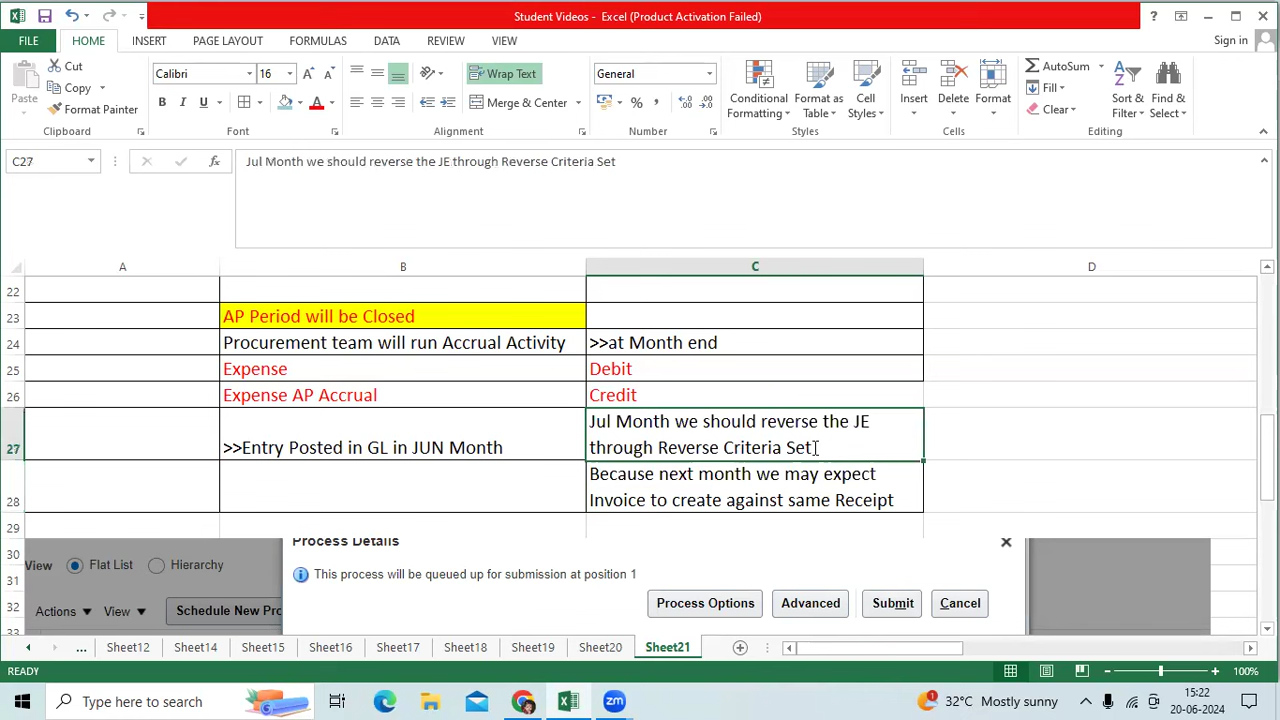 Student Videos - Excel (Product Activation Failed)
?
FILE HOME INSERT PAGE LAYOUT FORMULAS DATA REVIEW VIEW Sign in
Paste
Cut
Copy
Format Painter
Calibri 16
B I U
Wrap Text
Merge & Center
General
% ,
Conditional Formatting
Format as Table
Cell Styles
Insert
Delete
Format
AutoSum
Fill
Clear
Sort & Filter
Find & Select
Clipboard Font Alignment Number Styles Cells Editing
C27 fx Jul Month we should reverse the JE through Reverse Criteria Set
A B C D
22
23 AP Period will be Closed
24 Procurement team will run Accrual Activity >>at Month end
25 Expense Debit
26 Expense AP Accrual Credit
Jul Month we should reverse the JE
27 >>Entry Posted in GL in JUN Month through Reverse Criteria Set
Because next month we may expect
28 Invoice to create against same Receipt
29
30 Process Details
View Flat List Hierarchy
31 This process will be queued up for submission at position 1
32 Actions View Schedule New Pro Process Options Advanced Submit Cancel
33
... Sheet12 Sheet14 Sheet15 Sheet16 Sheet17 Sheet18 Sheet19 Sheet20 Sheet21
READY 100%
Type here to search zm 1 32°C Mostly sunny 5:22
20-06-2024